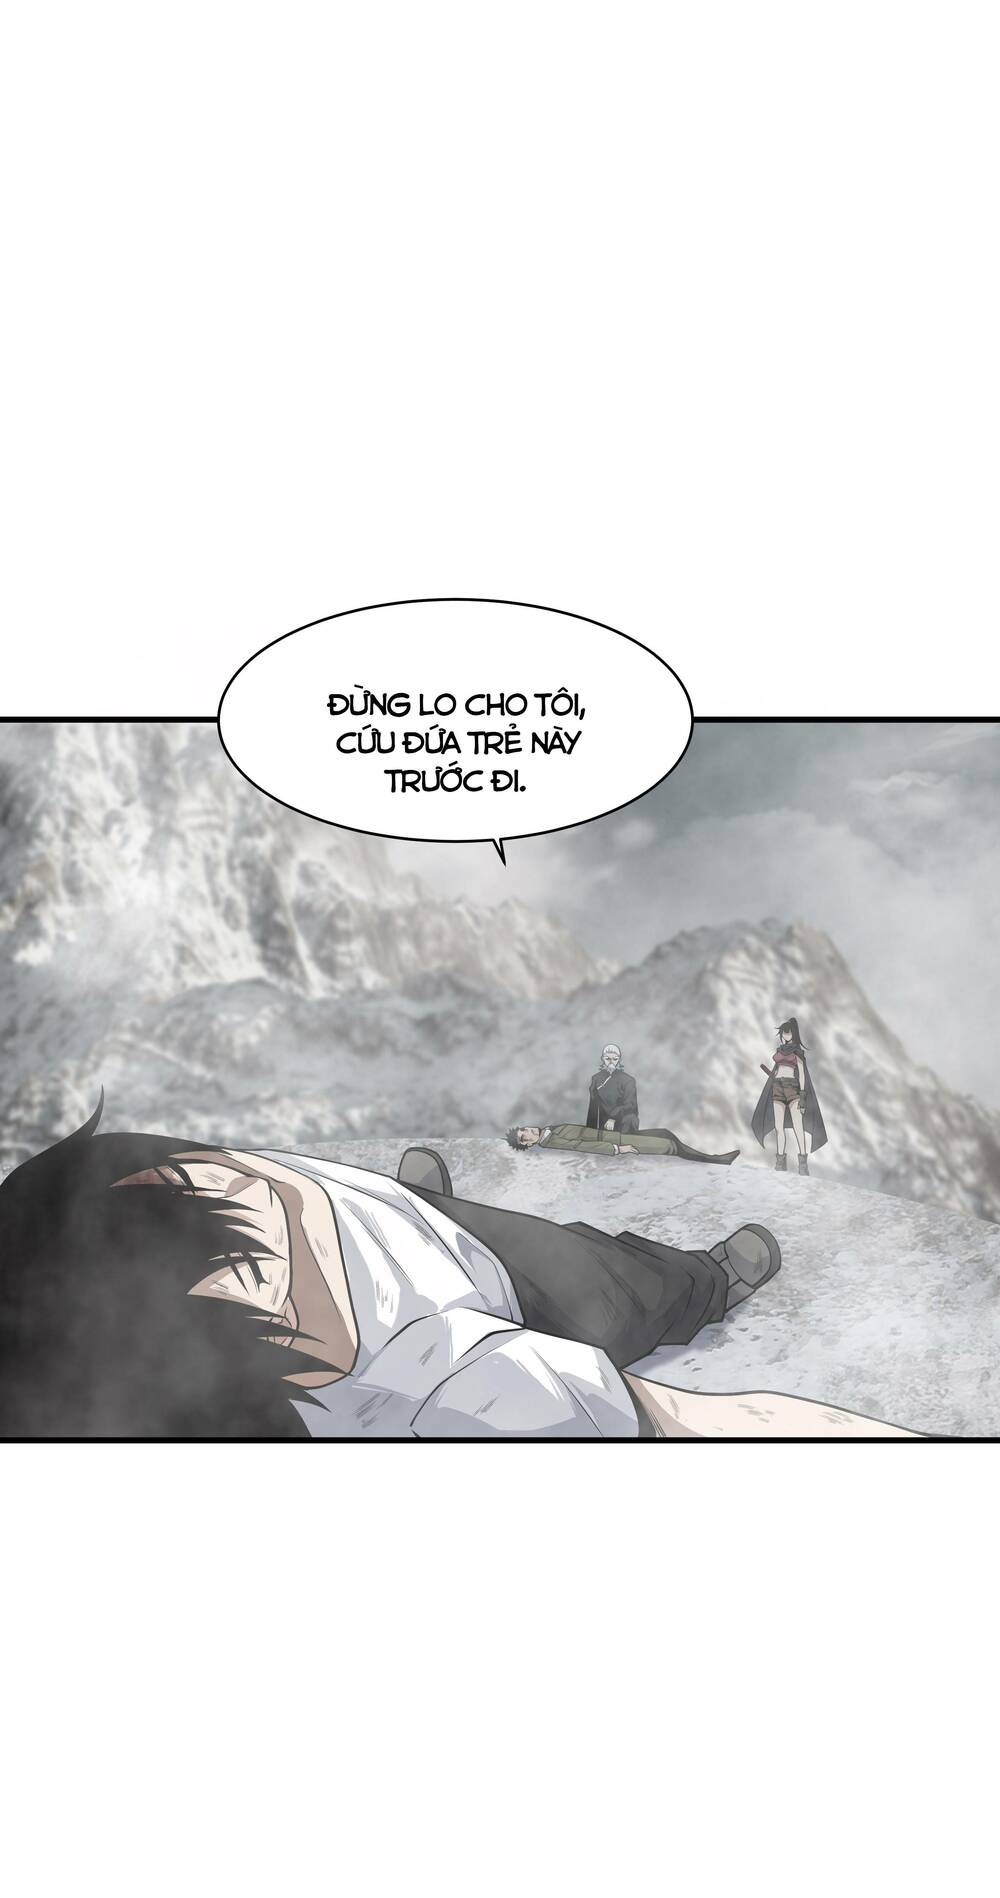 ĐỪNG LO CHO TÔI,
CỨU ĐỨA TRẺ NÀY
TRƯỚC ĐI.